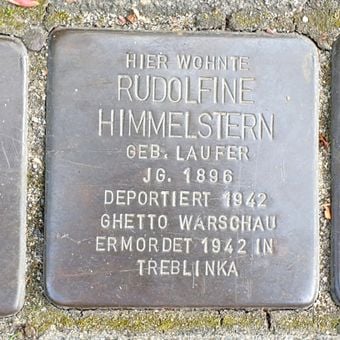 HIER WOHNTE
RUDOLFINE
HIMMELSTERN
GEB. LAUFER
JG. 1896
DEPORTIERT 1942
GHETTO WARSCHAU
ERMORDET 1942 IN
TREBLINKA